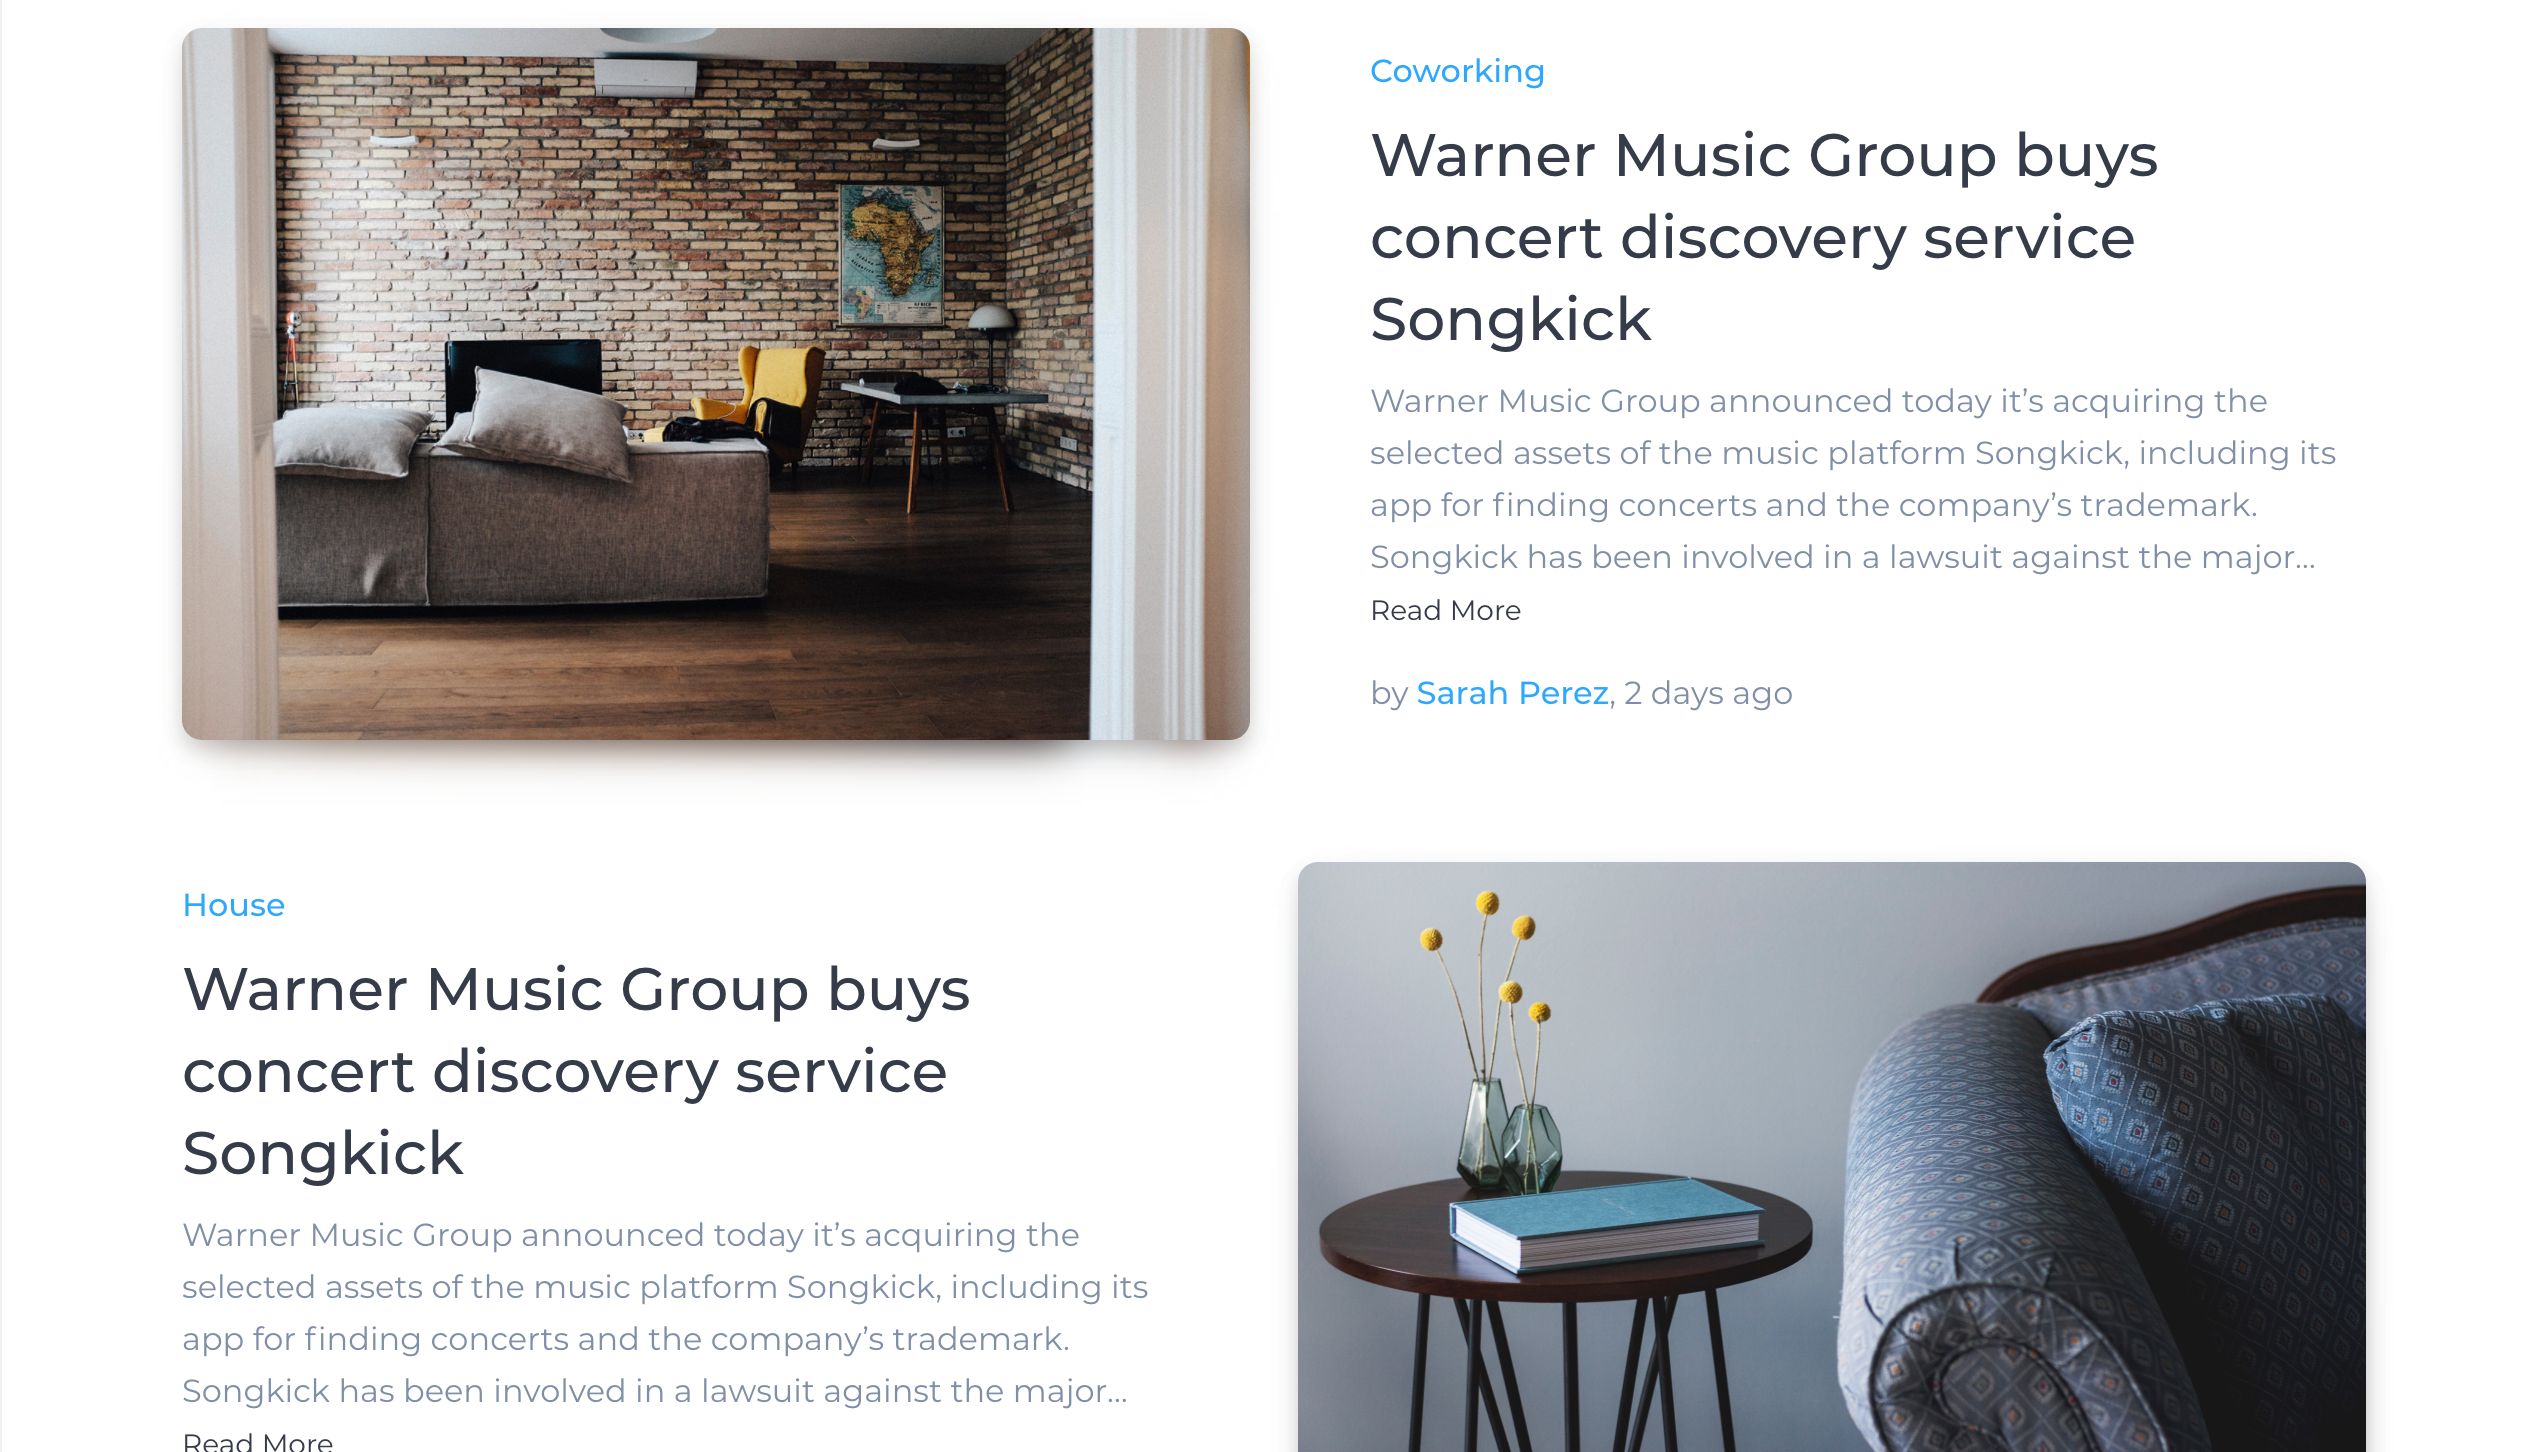 Coworking
Warner Music Group buys
concert discovery service
Songkick
Warner Music Group announced today it’s acquiring the
selected assets of the music platform Songkick, including its
app for finding concerts and the company’s trademark.
Songkick has been involved in a lawsuit against the major...
Read More
by Sarah Perez, 2 days ago
House
Warner Music Group buys
concert discovery service
Songkick
Warner Music Group announced today it’s acquiring the
selected assets of the music platform Songkick, including its
app for finding concerts and the company’s trademark.
Songkick has been involved in a lawsuit against the major...
Read More